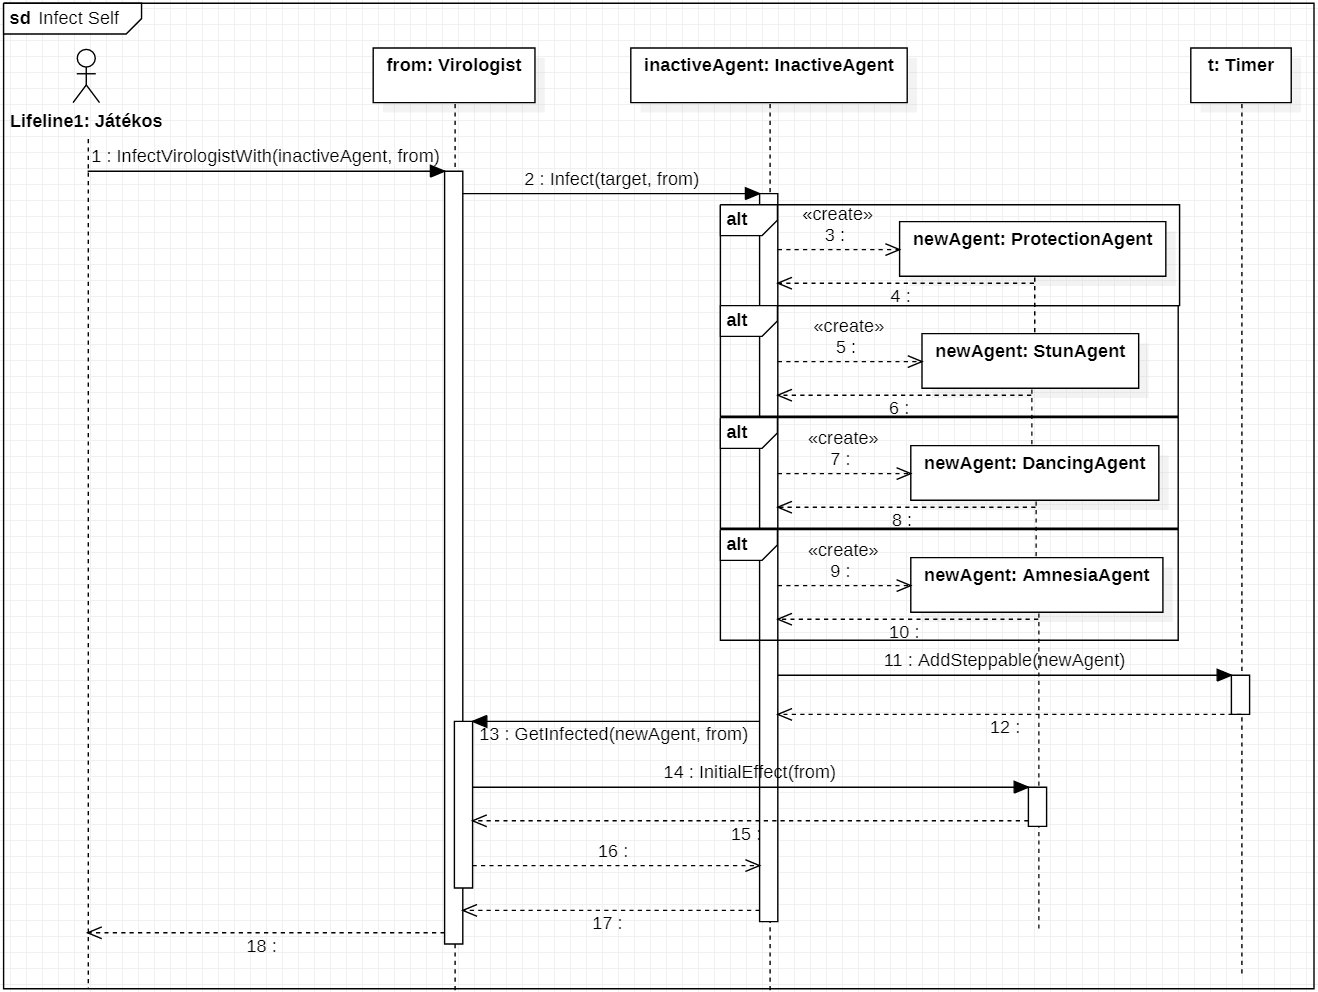 sd Infect Self
from: Virologist
inactiveAgent: InactiveAgent
t: Timer
Lifeline1: Játékos
1 : InfectVirologistWith(inactiveAgent, from)
2 : Infect(target, from)
alt
«create»
3 :
newAgent: ProtectionAgent
4 :
alt
«create»
5 :
newAgent: StunAgent
6 :
alt
«create»
7 :
newAgent: DancingAgent
8 :
alt
«create»
9 :
newAgent: AmnesiaAgent
10 :
11 : AddSteppable(newAgent)
12 :
13 : GetInfected(newAgent, from)
14 : InitialEffect(from)
15 :
16 :
17 :
18 :